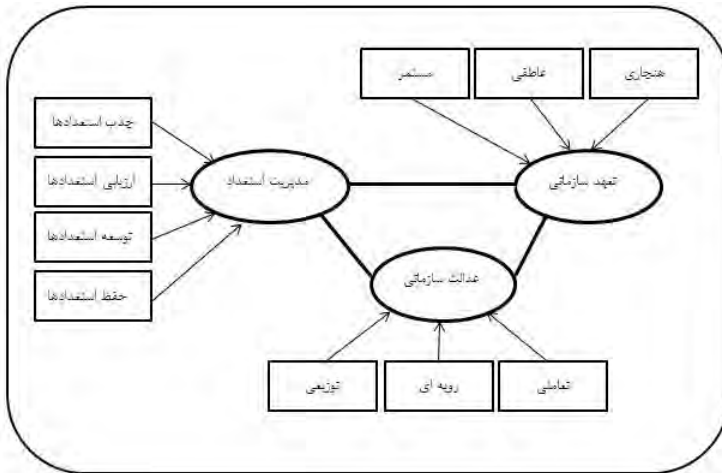 هنجاری
عاطفی
مستمر
جذب استعدادها
ارزیابی استعدادها
توسعه استعدادها
حفظ استعدادها
تعهد سازمانی
مدیریت استعداد
عدالت سازمانی
تعاملی
رویه ای
توزیعی